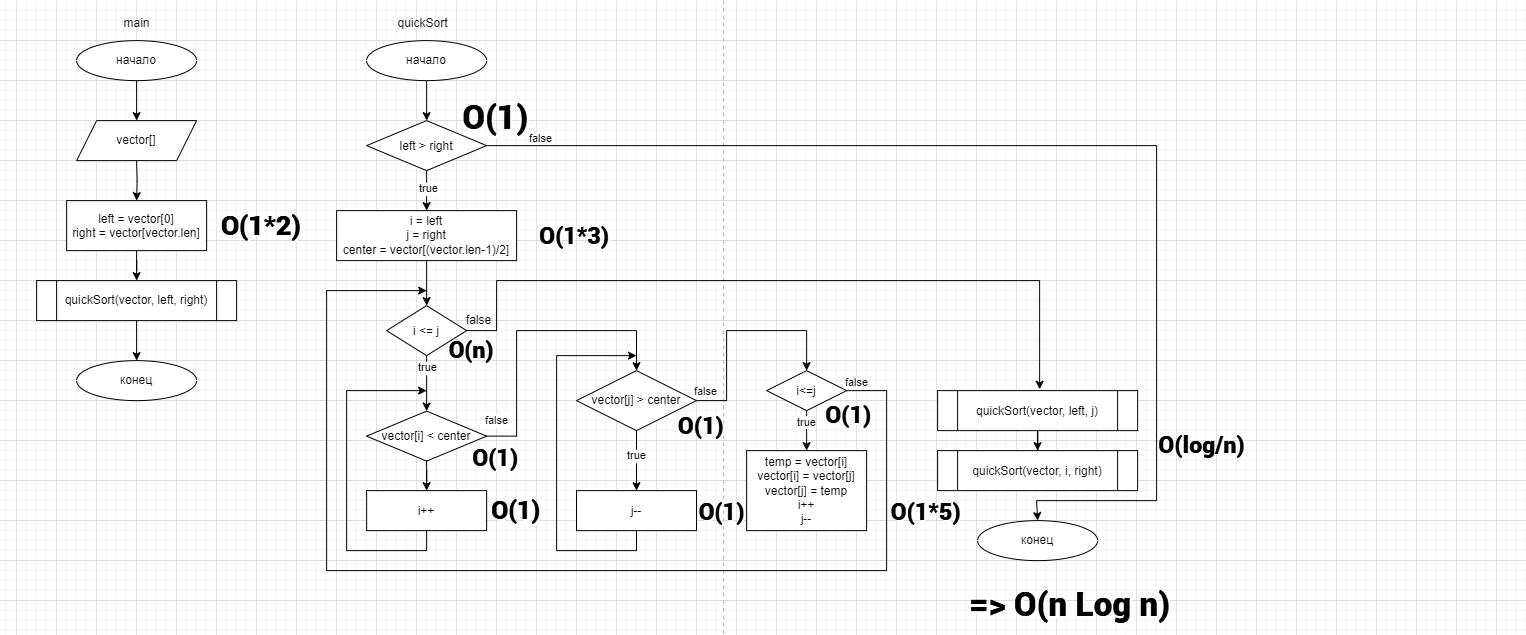 main
начало
vector[]
left = vector[0]
right = vector[vector.len]
O(1*2)
quickSort(vector, left, right)
конец
quickSort
начало
O(1)
left > right
false
true
i = left
j = right
center = vector[(vector.len-1)/2]
O(1*3)
i <= j
false
O(n)
true
vector[i] < center
false
O(1)
i++
O(1)
vector[j] > center
false
O(1)
true
j--
O(1)
i<=j
false
O(1)
true
temp = vector[i]
vector[i] = vector[j]
vector[j] = temp
i++
j--
O(1*5)
quickSort(vector, left, j)
quickSort(vector, i, right)
O(log/n)
конец
=> O(n Log n)